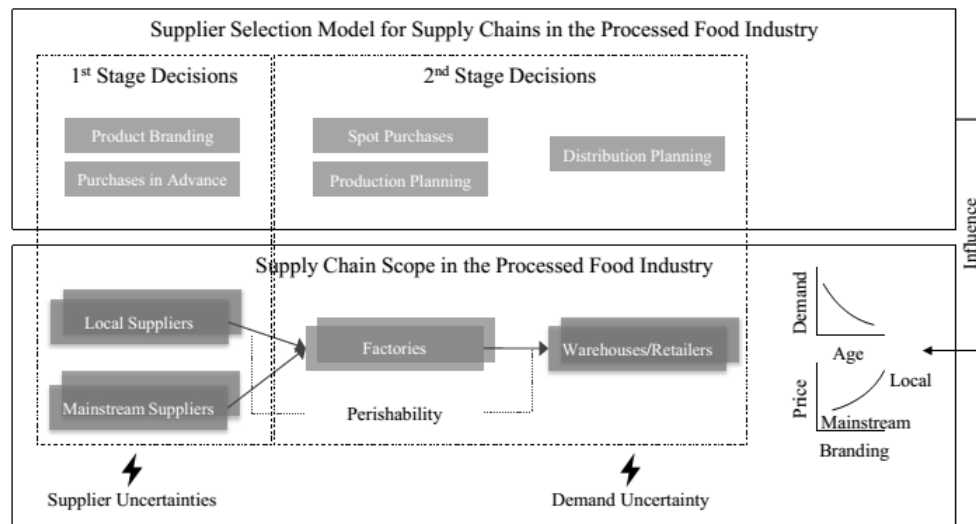 Supplier Selection Model for Supply Chains in the Processed Food Industry
1st Stage Decisions
2nd Stage Decisions
Product Branding
Purchases in Advance
Spot Purchases
Production Planning
Distribution Planning
Influence
Supply Chain Scope in the Processed Food Industry
Local Suppliers
Mainstream Suppliers
Factories
Warehouses/Retailers
Perishability
Demand
Age
Price
Local
Mainstream
Branding
Supplier Uncertainties
Demand Uncertainty